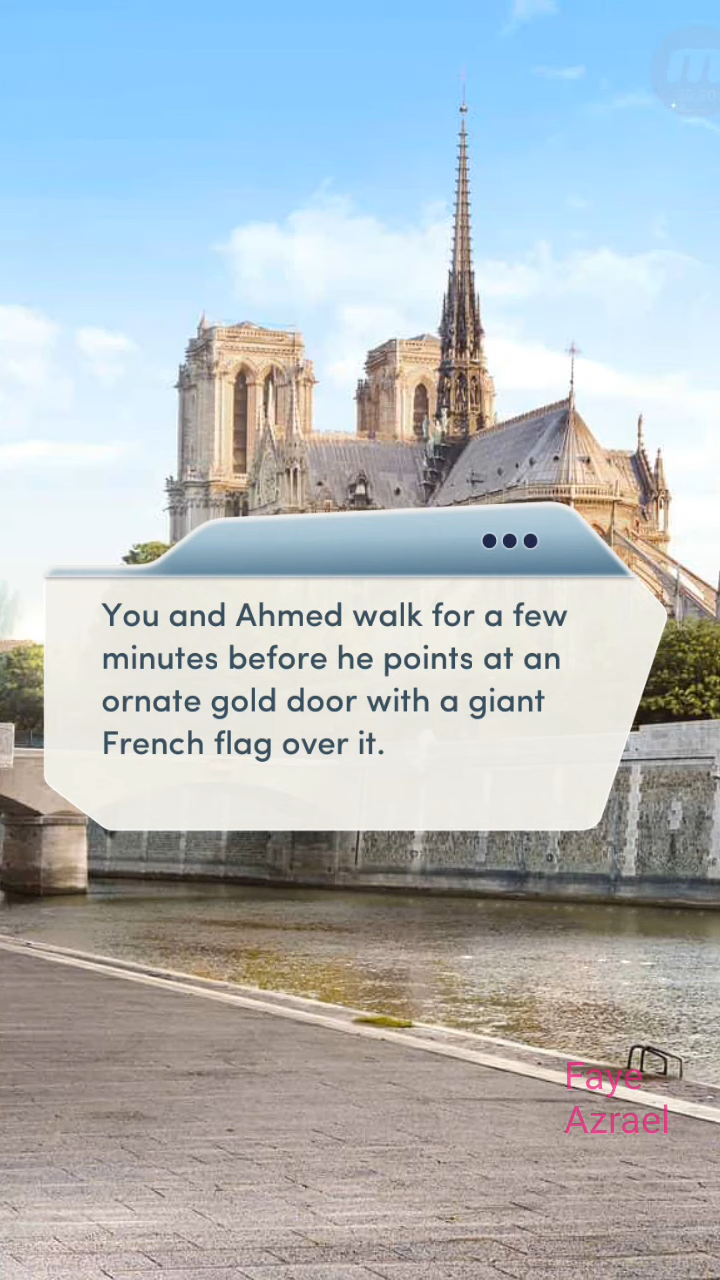 You and Ahmed walk for a few
minutes before he points at an
ornate gold door with a giant
French flag over it.
Faye
Azrael